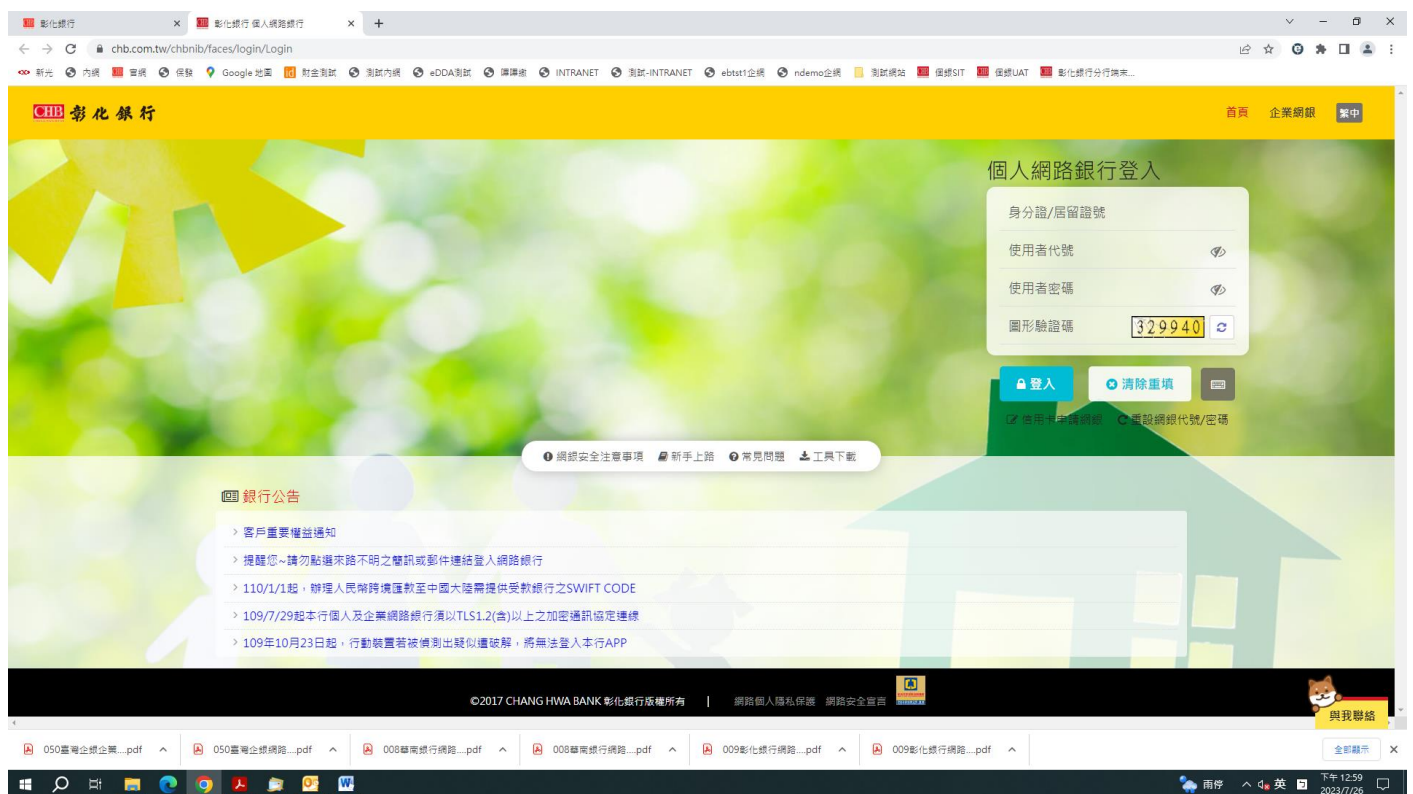 彰化銀行
彰化銀行 個人網路銀行
chb.com.tw/chbnib/faces/login/Login
新光 內網 官網 保發 Google 地圖 財金測試 測試內網 eDDA測試 INTRANET 測試-INTRANET ebtst1企網 ndemo企網 測試網站 個銀SIT 個銀UAT 彰化銀行分行端末...
CHB 彰化銀行
首頁 企業網銀 繁中
個人網路銀行登入
身分證/居留證號
使用者代號
使用者密碼
圖形驗證碼 329940
登入 清除重填
信用卡申請網銀 重設網銀代號/密碼
網銀安全注意事項 新手上路 常見問題 工具下載
銀行公告
客戶重要權益通知
提醒您~請勿點選來路不明之簡訊或郵件連結登入網路銀行
110/1/1起，辦理人民幣跨境匯款至中國大陸需提供受款銀行之SWIFT CODE
109/7/29起本行個人及企業網路銀行須以TLS1.2(含)以上之加密通訊協定連線
109年10月23日起，行動裝置若被偵測出疑似遭破解，將無法登入本行APP
©2017 CHANG HWA BANK 彰化銀行版權所有 | 網路個人隱私保護 網路安全宣言
與我聯絡
050臺灣企銀企業....pdf 050臺灣企銀網路....pdf 008華南銀行網路....pdf 008華南銀行網路....pdf 009彰化銀行網路....pdf 009彰化銀行網路....pdf 全部顯示
雨停 英 下午 12:59
2023/7/26